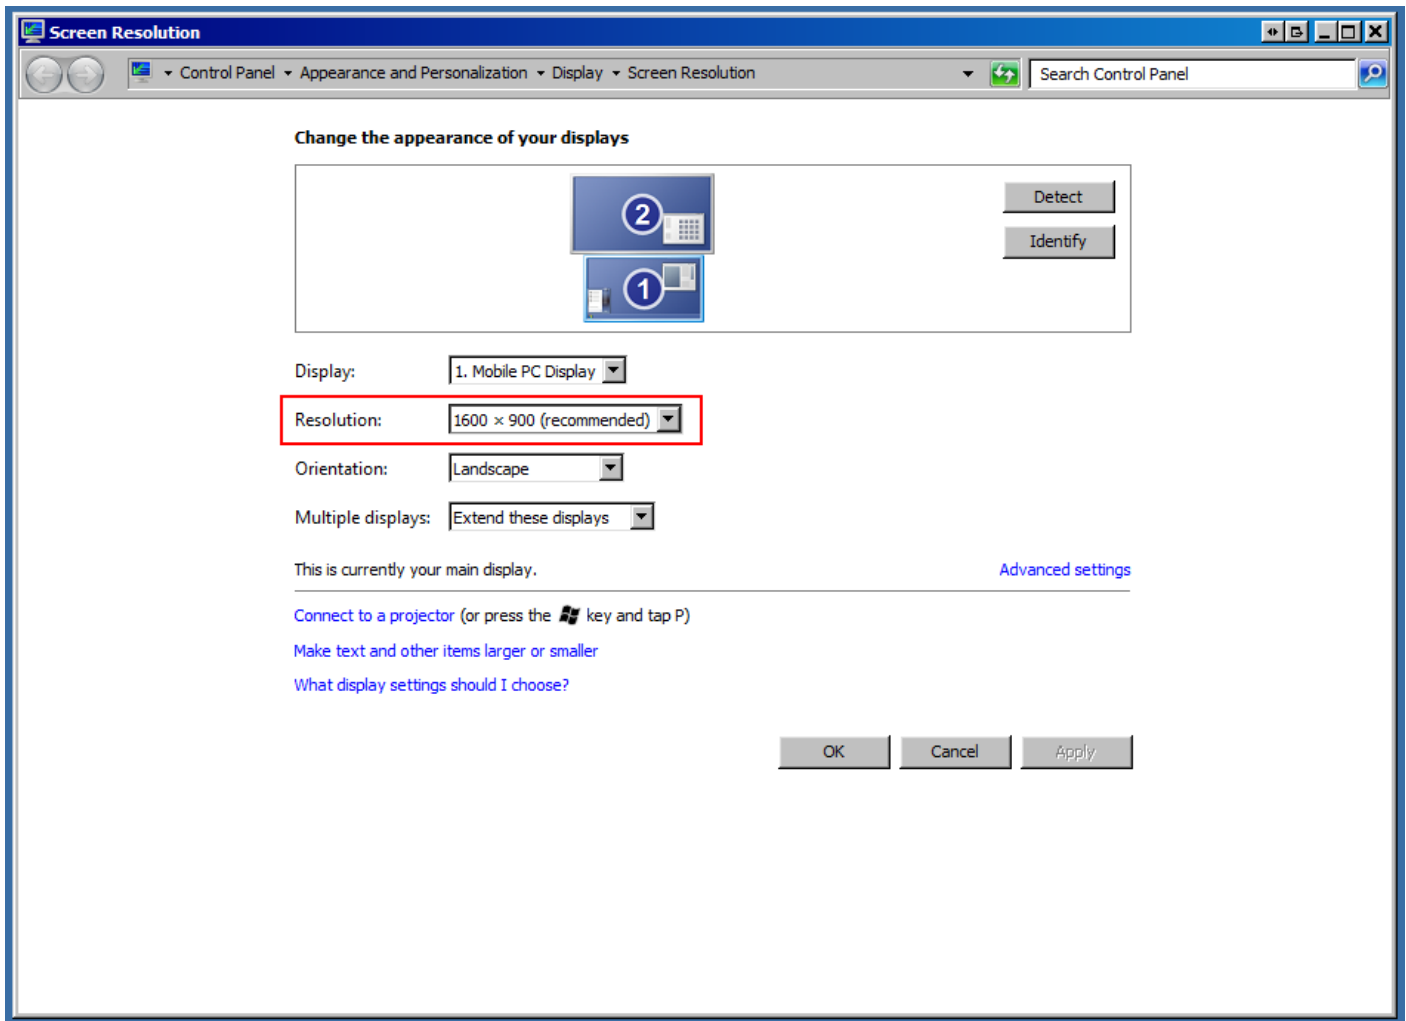 Screen Resolution
Control Panel Appearance and Personalization Display Screen Resolution Search Control Panel
Change the appearance of your displays
2
Detect
Identify
1
Display: 1. Mobile PC Display
Resolution: 1600 × 900 (recommended)
Orientation: Landscape
Multiple displays: Extend these displays
This is currently your main display. Advanced settings
Connect to a projector (or press the key and tap P)
Make text and other items larger or smaller
What display settings should I choose?
OK Cancel Apply